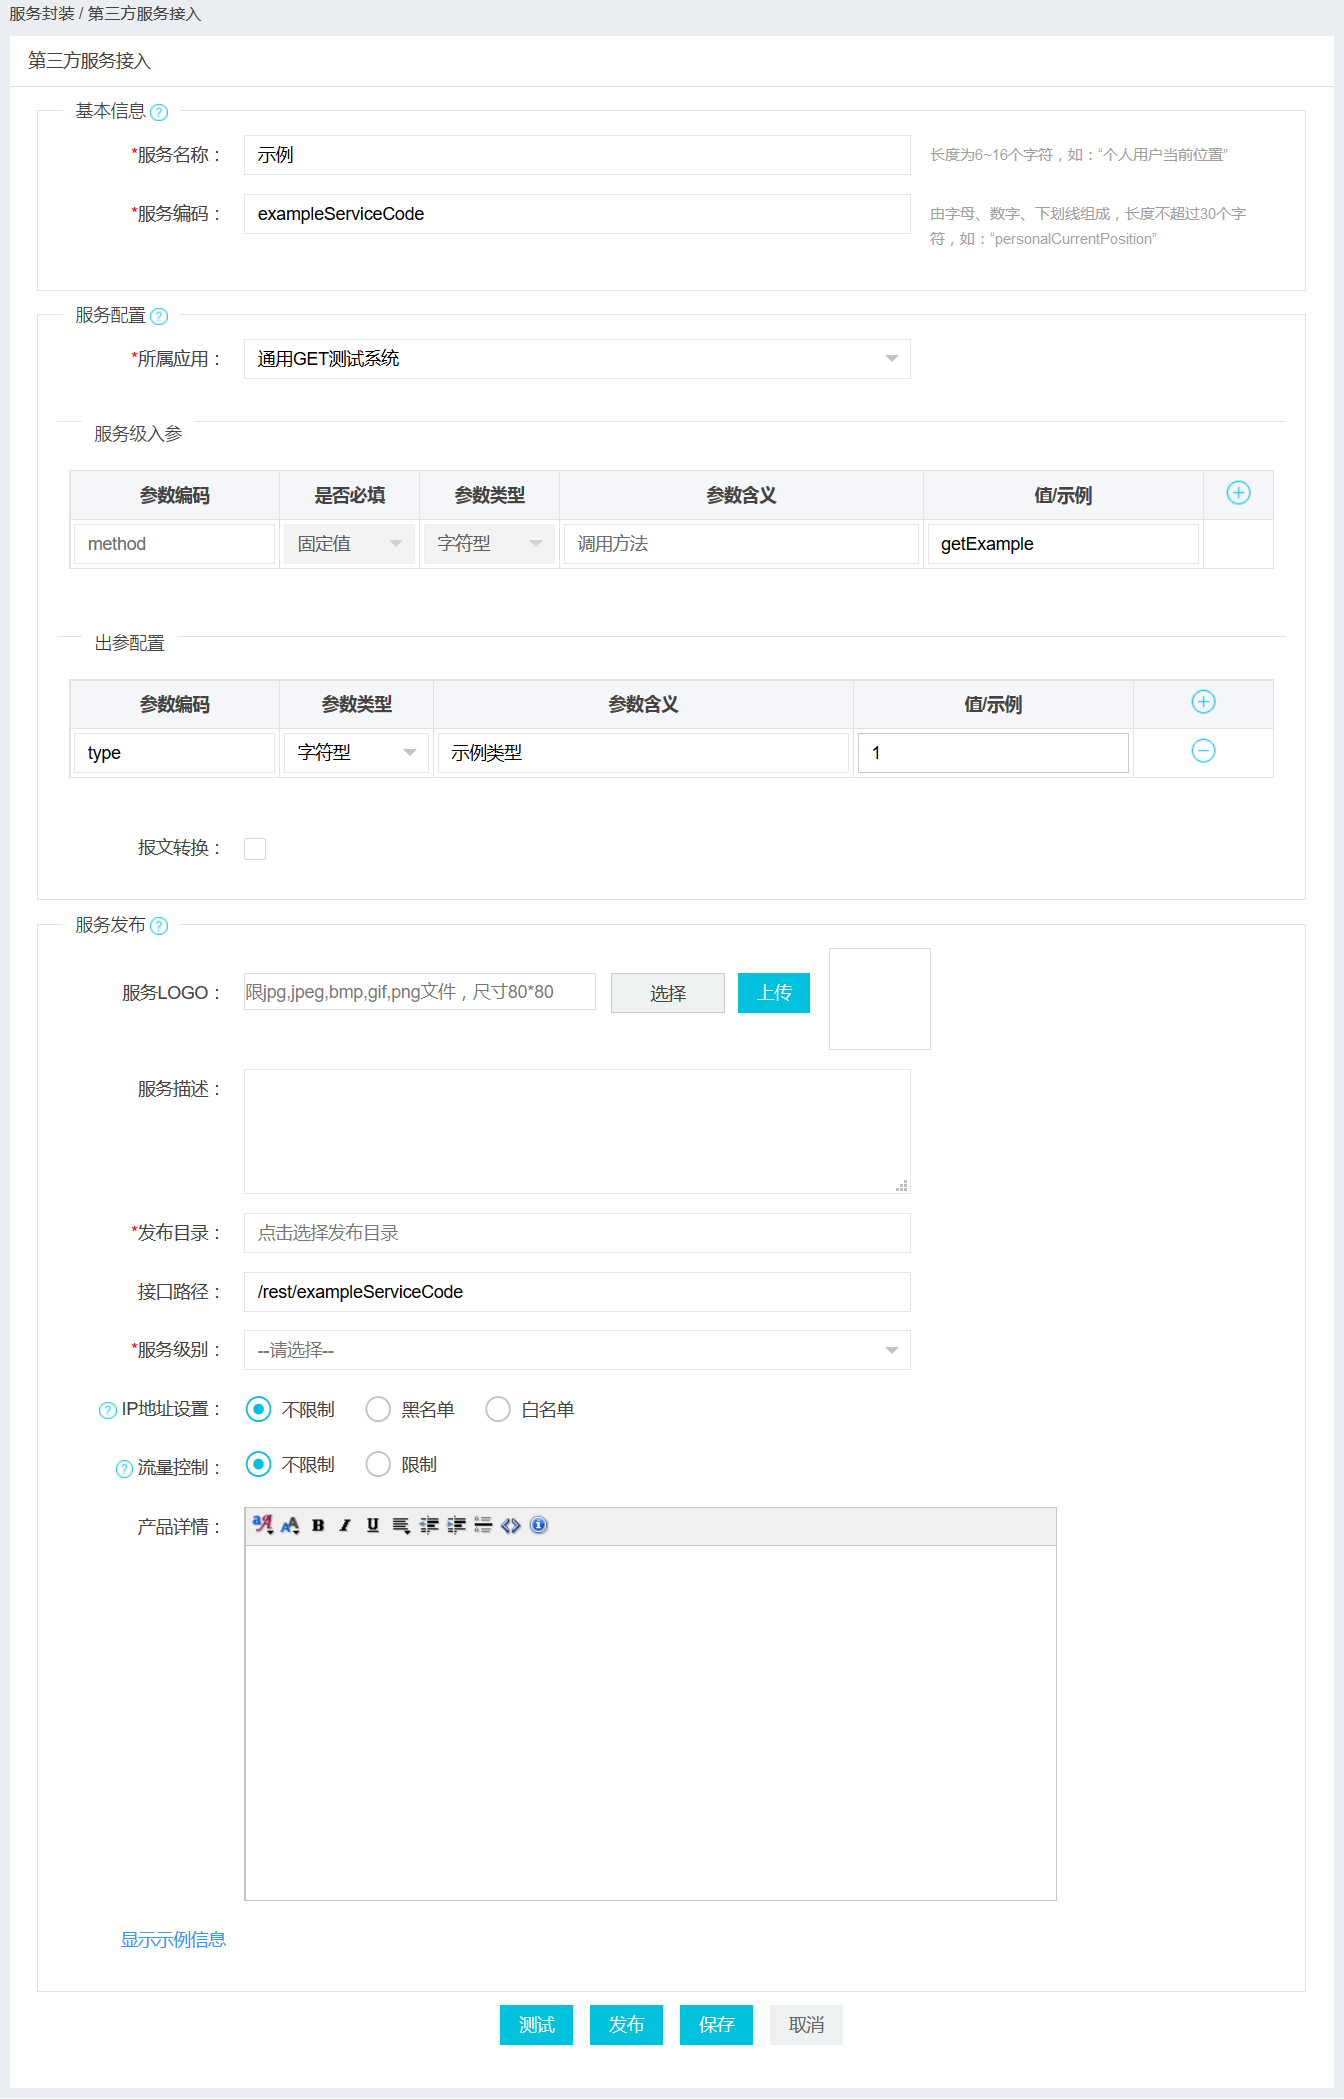 服务封装 / 第三方服务接入
第三方服务接入
基本信息 ?
*服务名称： 示例 长度为6~16个字符，如：“个人用户当前位置”
*服务编码： exampleServiceCode 由字母、数字、下划线组成，长度不超过30个字
符，如：“personalCurrentPosition”
服务配置 ?
*所属应用： 通用GET测试系统
服务级入参
参数编码 是否必填 参数类型 参数含义 值/示例
method 固定值 字符型 调用方法 getExample
出参配置
参数编码 参数类型 参数含义 值/示例
type 字符型 示例类型 1
报文转换：
服务发布 ?
服务LOGO： 限jpg,jpeg,bmp,gif,png文件，尺寸80*80 选择 上传
服务描述：
*发布目录： 点击选择发布目录
接口路径： /rest/exampleServiceCode
*服务级别： --请选择--
? IP地址设置： 不限制 黑名单 白名单
? 流量控制： 不限制 限制
产品详情：
显示示例信息
测试 发布 保存 取消